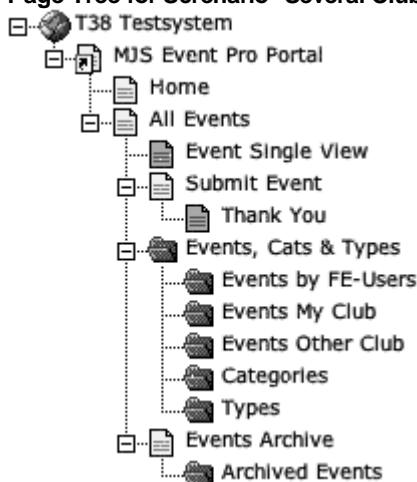 T38 Testsystem
MJS Event Pro Portal
Home
All Events
Event Single View
Submit Event
Thank You
Events, Cats & Types
Events by FE-Users
Events My Club
Events Other Club
Categories
Types
Events Archive
Archived Events